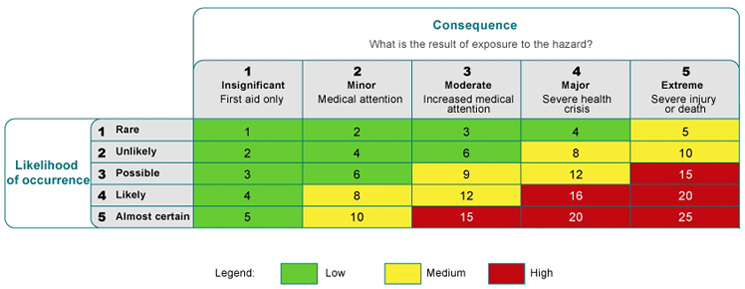 Consequence
What is the result of exposure to the hazard?
1 2 3 4 5
Insignificant Minor Moderate Major Extreme
First aid only Medical attention Increased medical attention Severe health crisis Severe injury or death
Likelihood of occurrence
1 Rare 1 2 3 4 5
2 Unlikely 2 4 6 8 10
3 Possible 3 6 9 12 15
4 Likely 4 8 12 16 20
5 Almost certain 5 10 15 20 25
Legend: Low Medium High